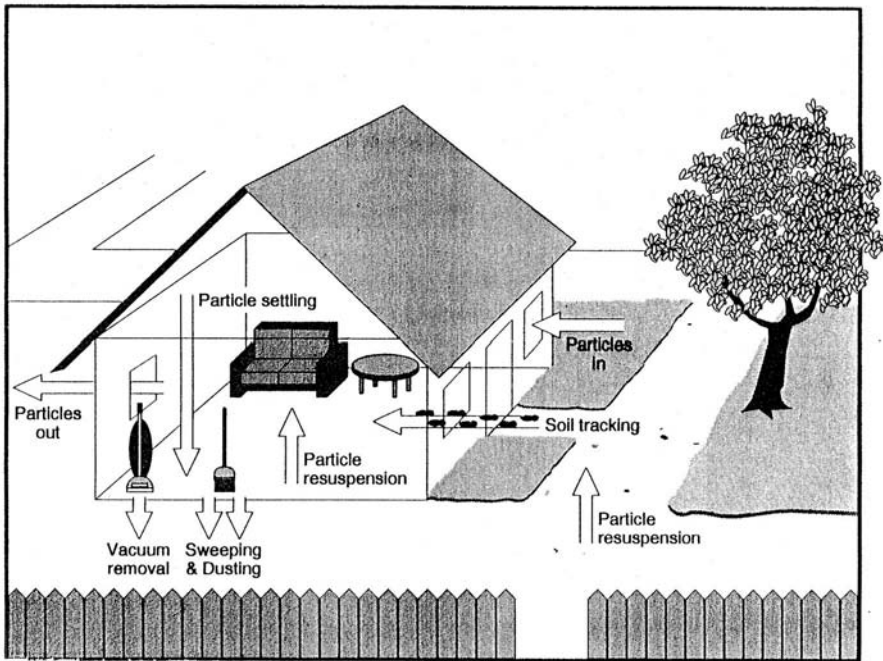 Particle settling
Particles
In
Particles
out
Soil tracking
Particle
resuspension
Particle
resuspension
Vacuum
removal
Sweeping
& Dusting